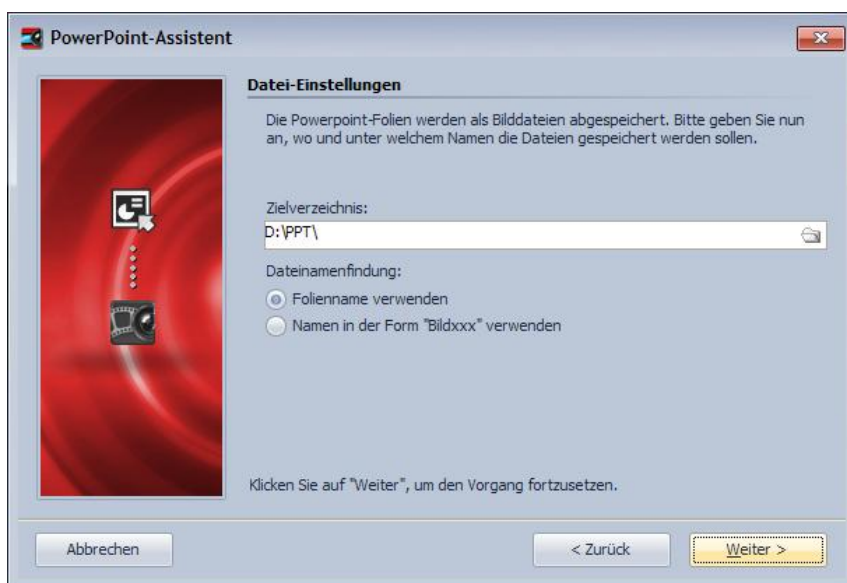 PowerPoint-Assistent
Datei-Einstellungen
Die Powerpoint-Folien werden als Bilddateien abgespeichert. Bitte geben Sie nun
an, wo und unter welchem Namen die Dateien gespeichert werden sollen.
Zielverzeichnis:
D:\PPT\
Dateinamenfindung:
Folienname verwenden
Namen in der Form "Bildxxx" verwenden
Klicken Sie auf "Weiter", um den Vorgang fortzusetzen.
Abbrechen
< Zurück
Weiter >